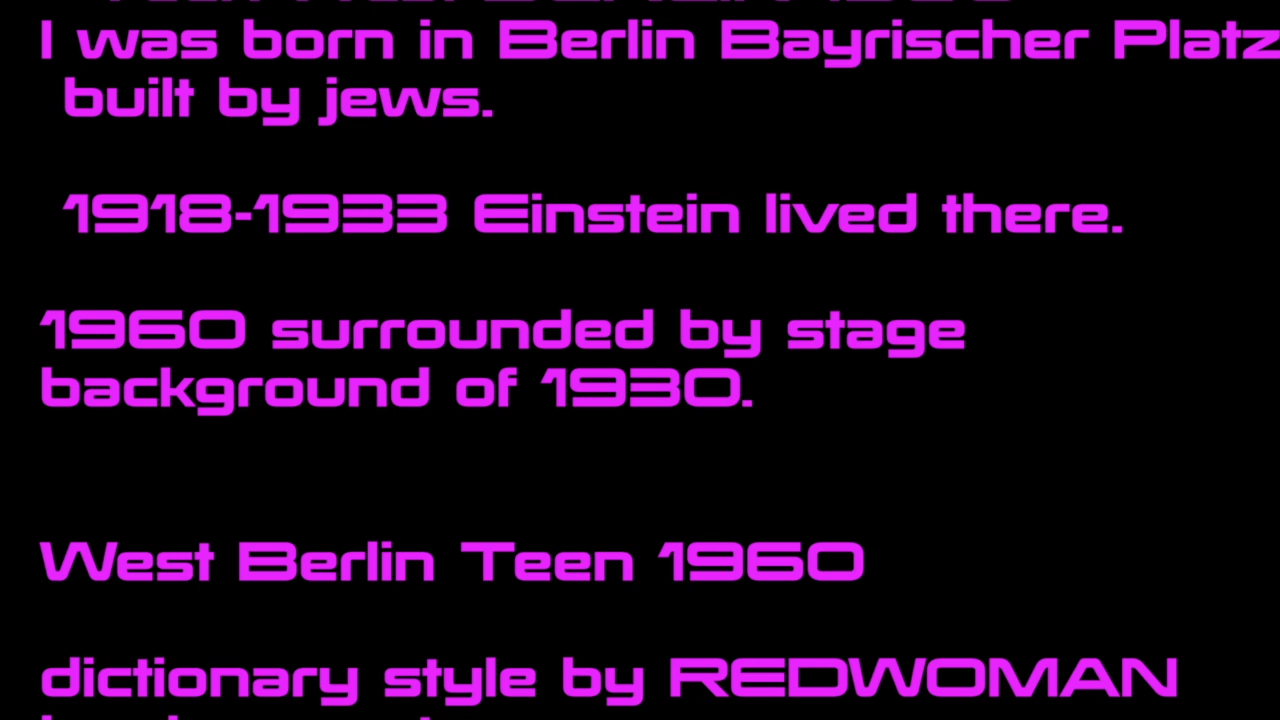 I was born in Berlin Bayrischer Platz
built by jews.
1918-1933 Einstein lived there.
1960 surrounded by stage
background of 1930.
West Berlin Teen 1960
dictionary style by REDWOMAN